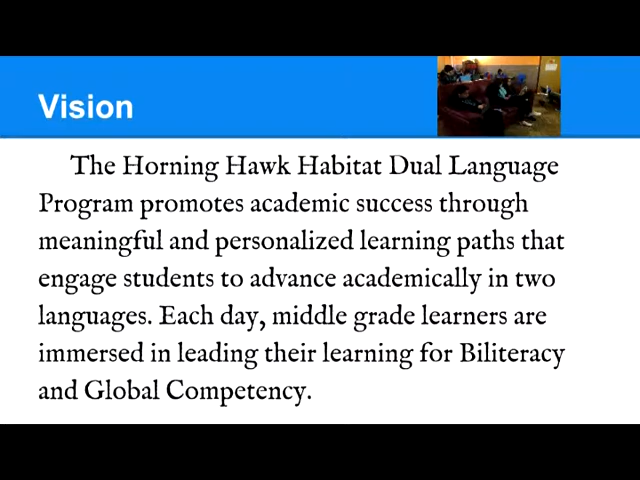 Vision
The Horning Hawk Habitat Dual Language
Program promotes academic success through
meaningful and personalized learning paths that
engage students to advance academically in two
languages. Each day, middle grade learners are
immersed in leading their learning for Biliteracy
and Global Competency.